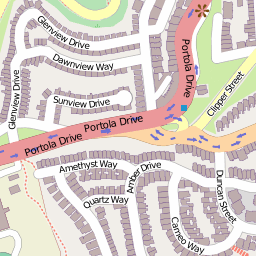 Glenview Drive
Dawnview Way
Glenview Drive
Sunview Drive
Portola Drive
Clipper Street
Portola Drive
Portola Drive
Amethyst Way
Amber Drive
Quartz Way
Duncan Street
Cameo Way